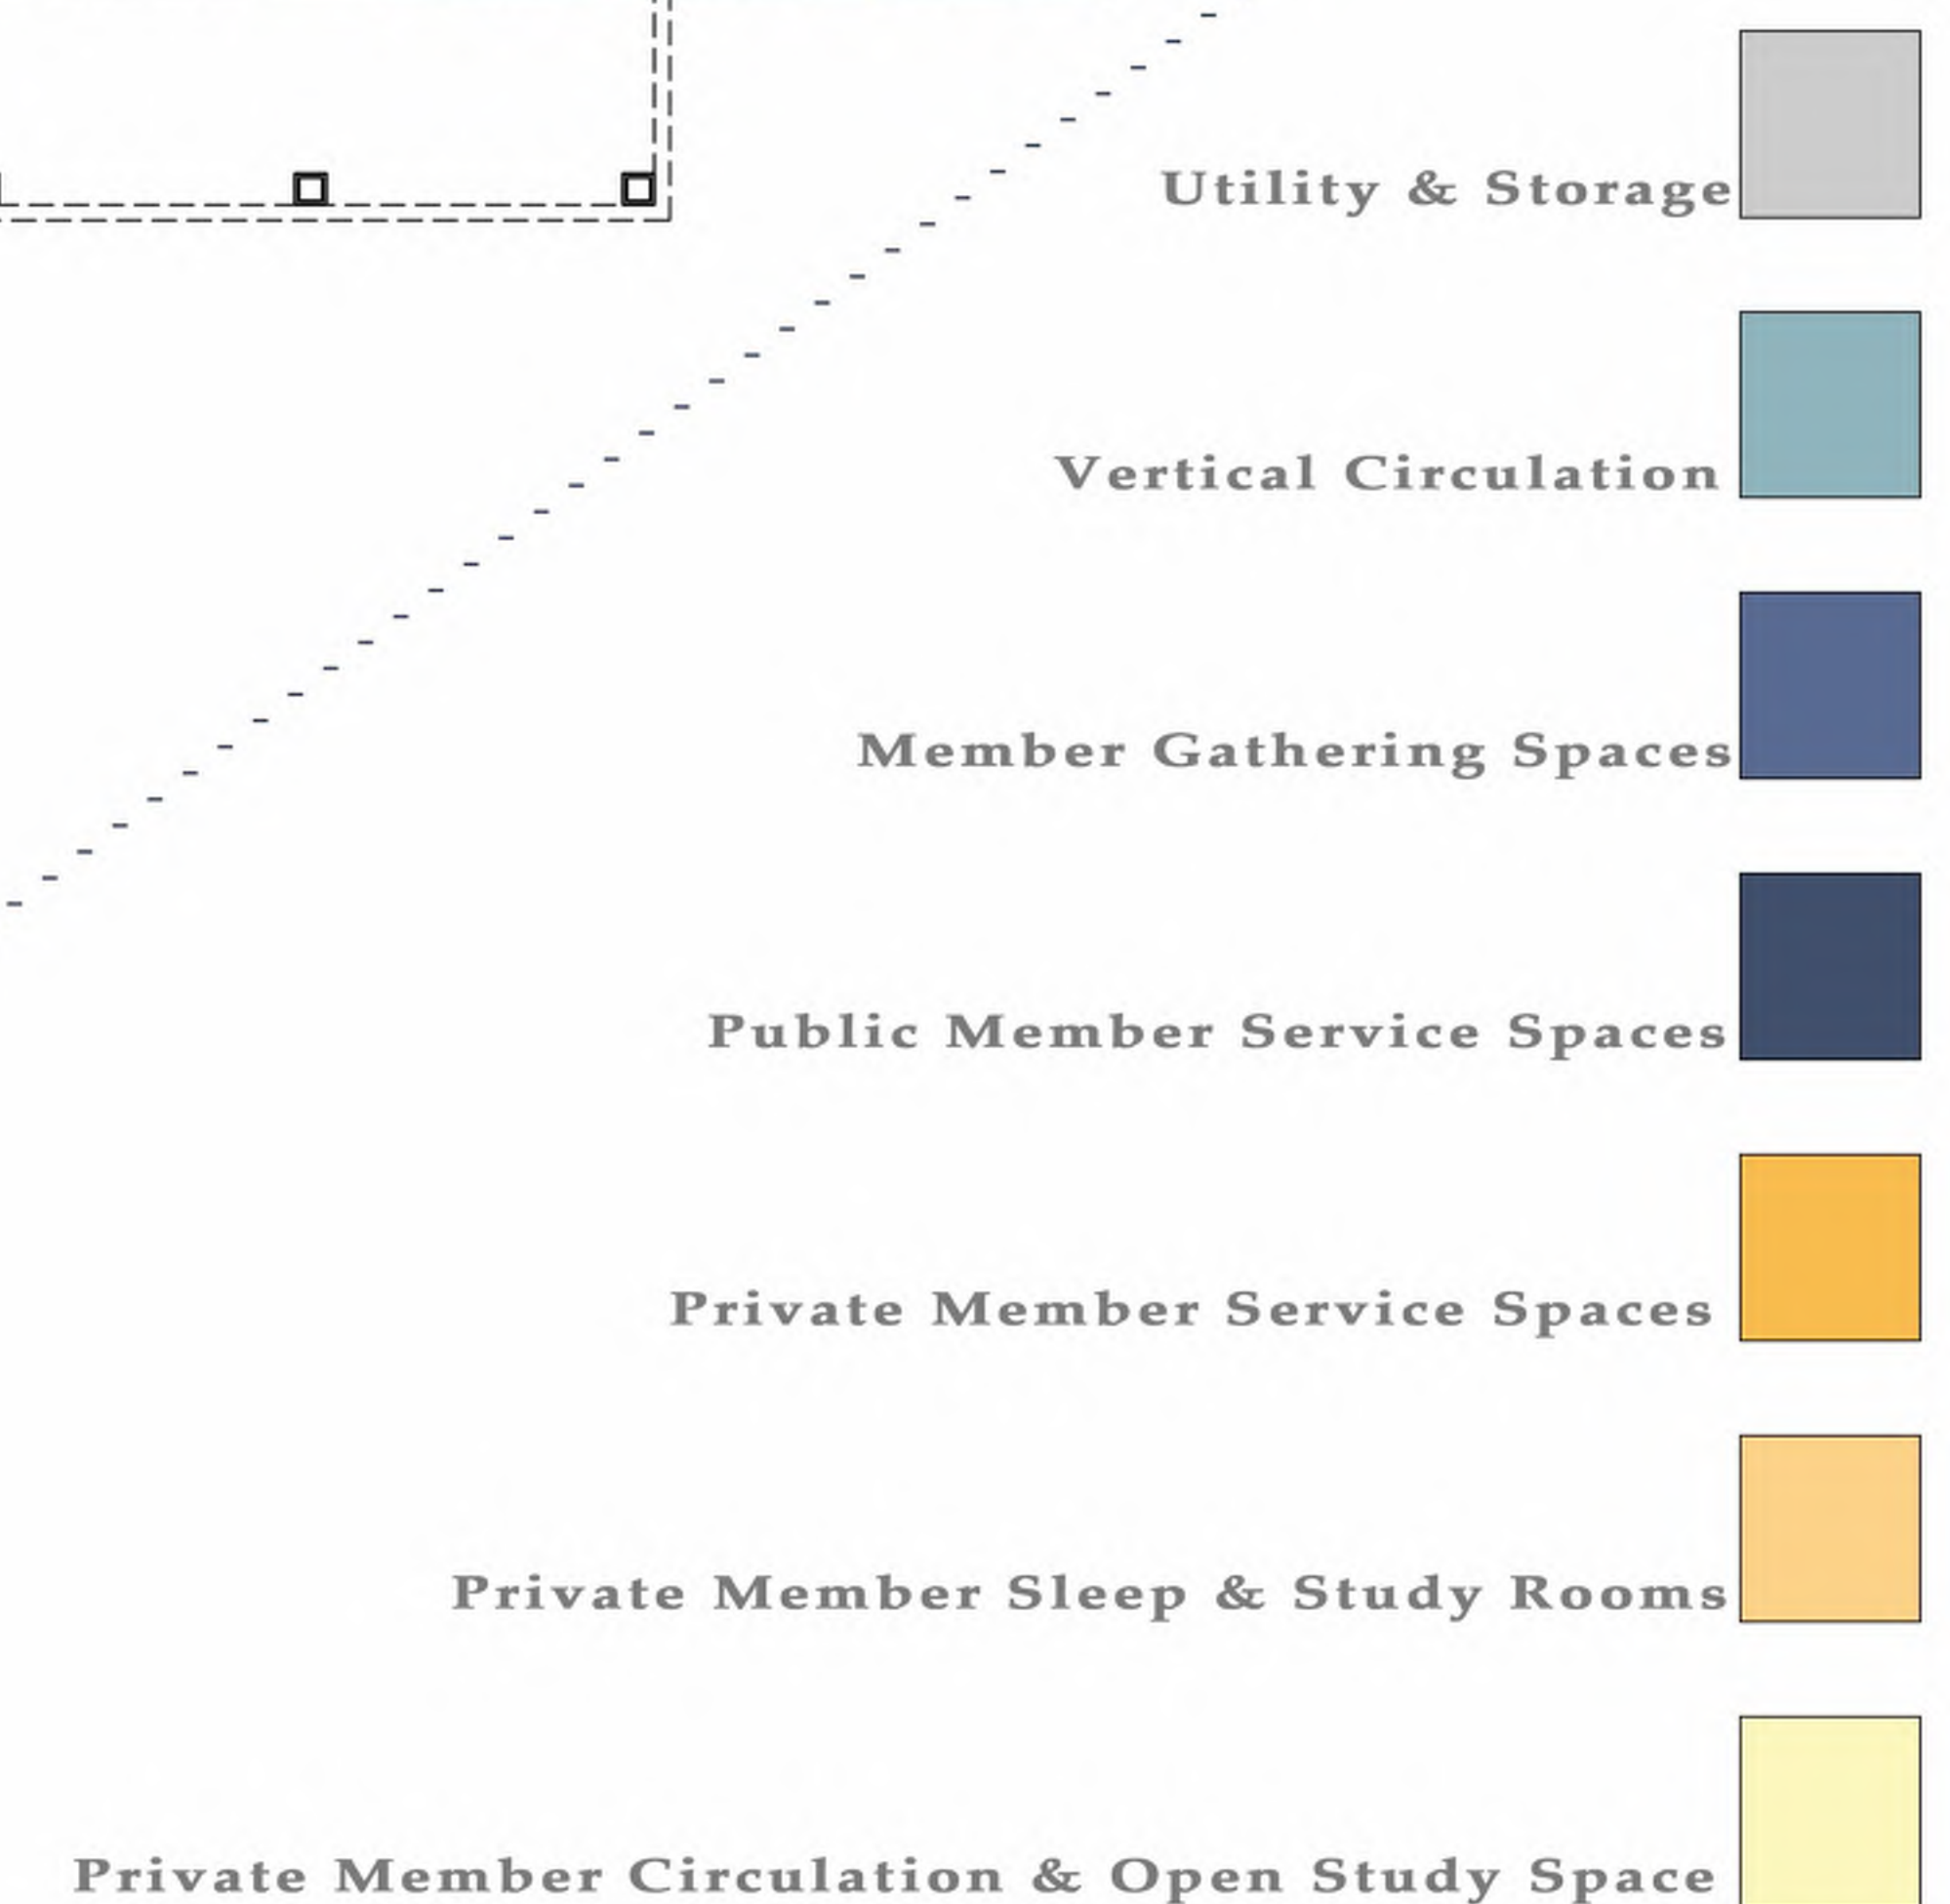 Utility & Storage
Vertical Circulation
Member Gathering Spaces
Public Member Service Spaces
Private Member Service Spaces
Private Member Sleep & Study Rooms
Private Member Circulation & Open Study Space